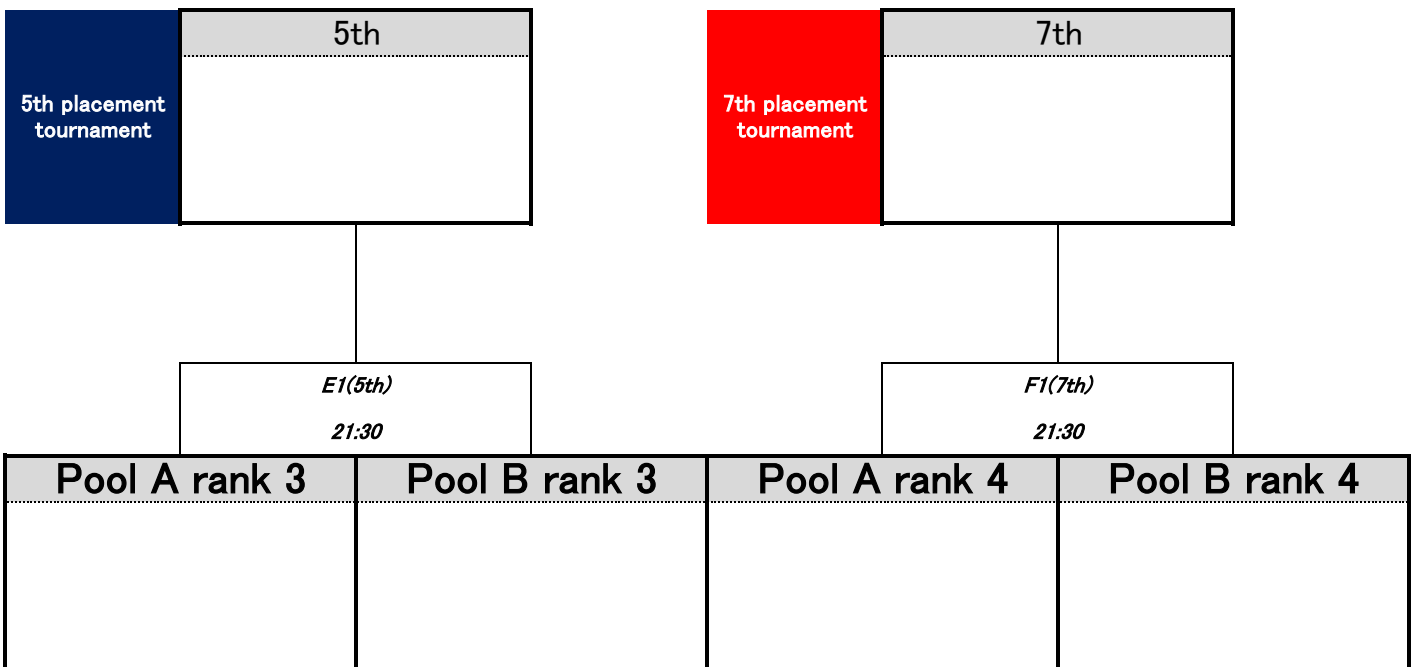 5th placement
tournament
5th
7th placement
tournament
7th
E1(5th)
21:30
F1(7th)
21:30
Pool A rank 3
Pool B rank 3
Pool A rank 4
Pool B rank 4